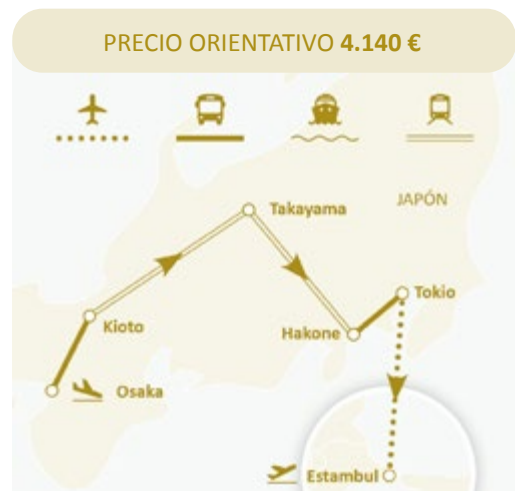 PRECIO ORIENTATIVO 4.140 €
JAPÓN
Takayama
Tokio
Kioto
Hakone
Osaka
Estambul